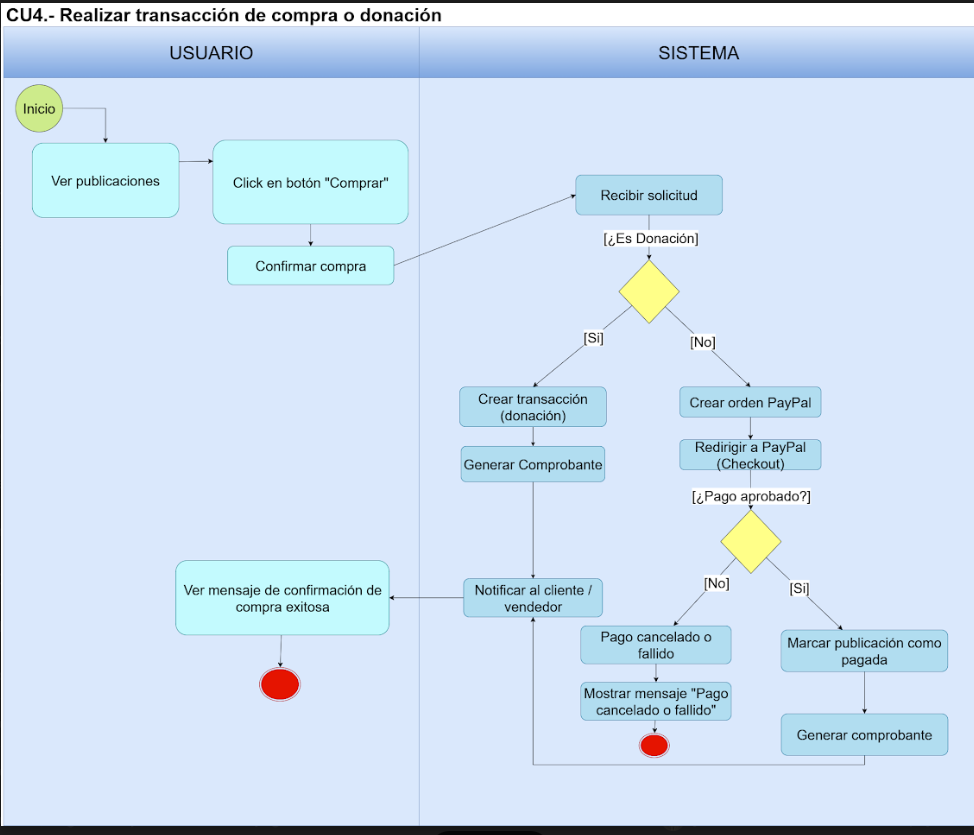 CU4.- Realizar transacción de compra o donación
USUARIO
SISTEMA
Inicio
Ver publicaciones
Click en botón "Comprar"
Confirmar compra
Recibir solicitud
[¿Es Donación]
[Si]
[No]
Crear transacción
(donación)
Generar Comprobante
Crear orden PayPal
Redirigir a PayPal
(Checkout)
[¿Pago aprobado?]
[No]
[Si]
Notificar al cliente /
vendedor
Ver mensaje de confirmación de
compra exitosa
Pago cancelado o
fallido
Mostrar mensaje "Pago
cancelado o fallido"
Marcar publicación como
pagada
Generar comprobante